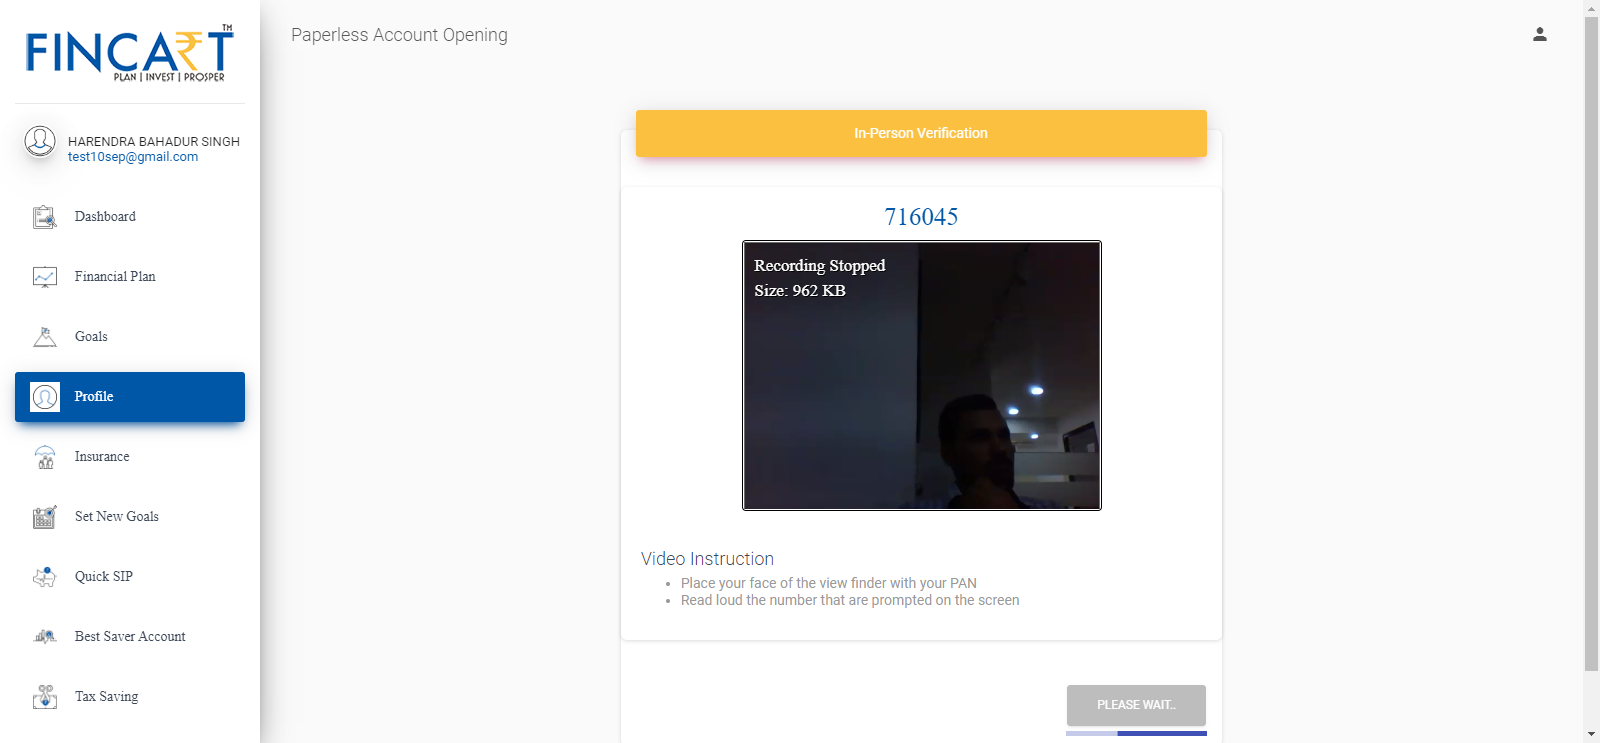 FINCART
TM
PLAN | INVEST | PROSPER
HARENDRA BAHADUR SINGH
test10sep@gmail.com
Dashboard
Financial Plan
Goals
Profile
Insurance
Set New Goals
Quick SIP
Best Saver Account
Tax Saving
Paperless Account Opening
In-Person Verification
716045
Recording Stopped
Size: 962 KB
Video Instruction
Place your face of the view finder with your PAN
Read loud the number that are prompted on the screen
PLEASE WAIT..